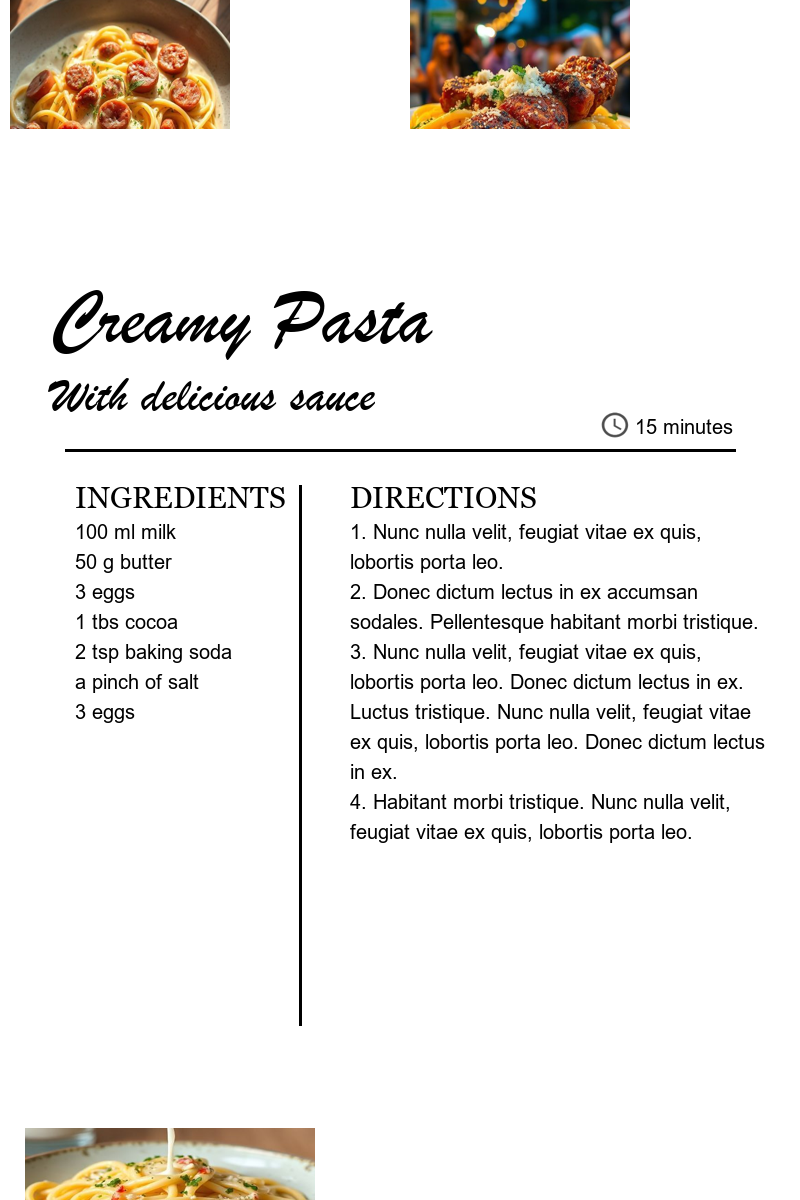 Creamy Pasta
With delicious sauce
15 minutes
INGREDIENTS
100 ml milk
50 g butter
3 eggs
1 tbs cocoa
2 tsp baking soda
a pinch of salt
3 eggs
DIRECTIONS
1. Nunc nulla velit, feugiat vitae ex quis,
lobortis porta leo.
2. Donec dictum lectus in ex accumsan
sodales. Pellentesque habitant morbi tristique.
3. Nunc nulla velit, feugiat vitae ex quis,
lobortis porta leo. Donec dictum lectus in ex.
Luctus tristique. Nunc nulla velit, feugiat vitae
ex quis, lobortis porta leo. Donec dictum lectus
in ex.
4. Habitant morbi tristique. Nunc nulla velit,
feugiat vitae ex quis, lobortis porta leo.